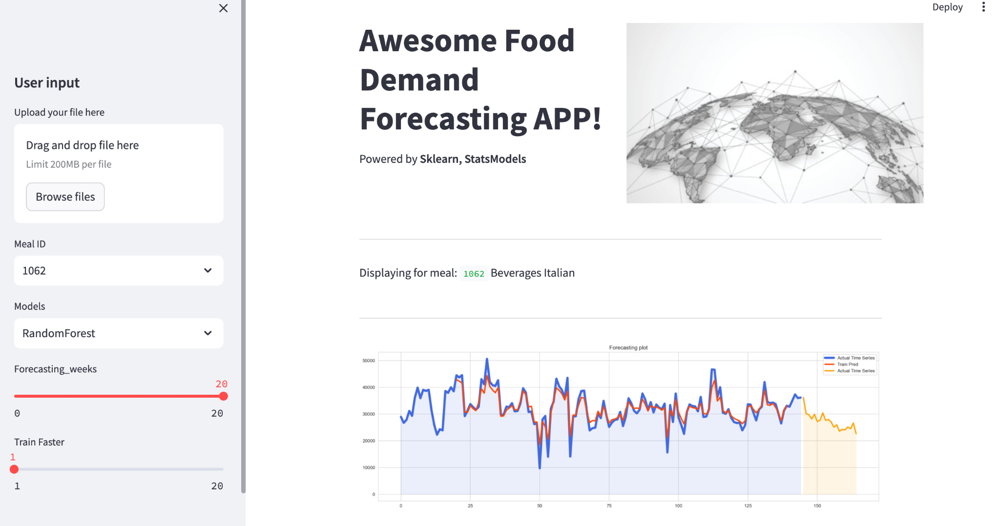 Deploy
User input
Upload your file here
Drag and drop file here
Limit 200MB per file
Browse files
Meal ID
1062
Models
RandomForest
Forecasting_weeks
20
0 20
Train Faster
1
1 20
Awesome Food
Demand
Forecasting APP!
Powered by Sklearn, StatsModels
Displaying for meal: 1062 Beverages Italian
Forecasting plot
Actual Time Series
Train Pred
Actual Time Series
50000
40000
30000
20000
10000
0
0 25 50 75 100 125 150